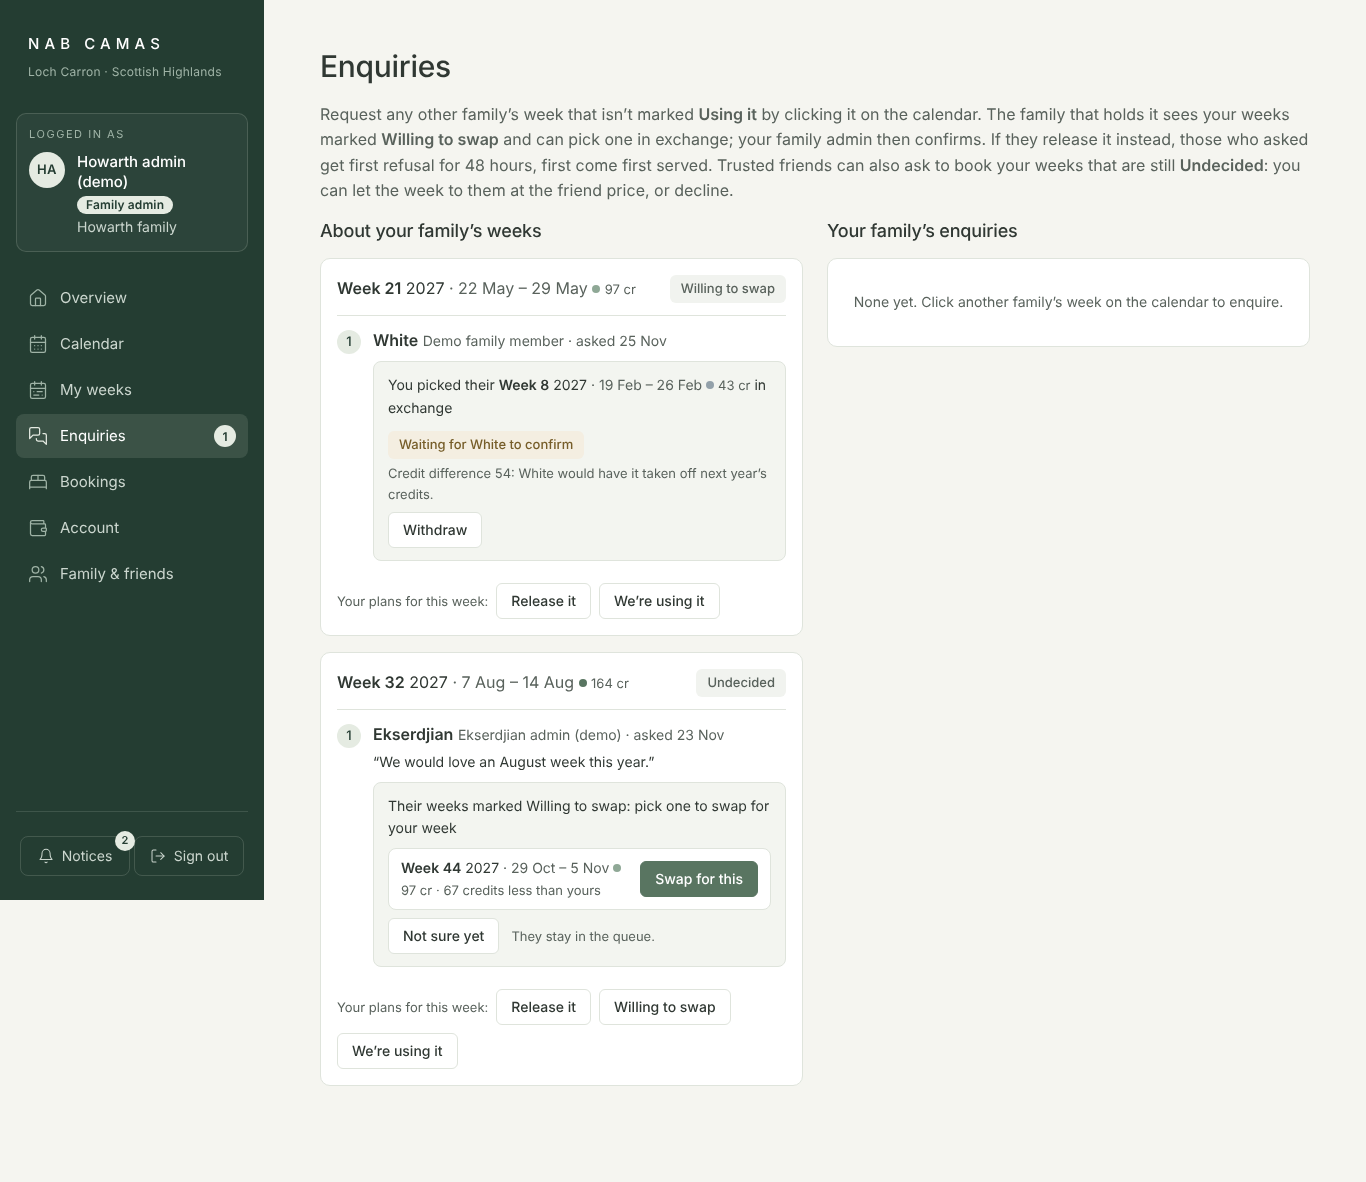 NAB CAMAS
Loch Carron · Scottish Highlands
LOGGED IN AS
HA
Howarth admin
(demo)
Family admin
Howarth family
Overview
Calendar
My weeks
Enquiries
1
Bookings
Account
Family & friends
Notices
2
Sign out
Enquiries
Request any other family’s week that isn’t marked Using it by clicking it on the calendar. The family that holds it sees your weeks
marked Willing to swap and can pick one in exchange; your family admin then confirms. If they release it instead, those who asked
get first refusal for 48 hours, first come first served. Trusted friends can also ask to book your weeks that are still Undecided: you
can let the week to them at the friend price, or decline.
About your family’s weeks
Week 21 2027 · 22 May – 29 May 97 cr
Willing to swap
1
White Demo family member · asked 25 Nov
You picked their Week 8 2027 · 19 Feb – 26 Feb 43 cr in
exchange
Waiting for White to confirm
Credit difference 54: White would have it taken off next year’s
credits.
Withdraw
Your plans for this week:
Release it
We’re using it
Week 32 2027 · 7 Aug – 14 Aug 164 cr
Undecided
1
Ekserdjian Ekserdjian admin (demo) · asked 23 Nov
“We would love an August week this year.”
Their weeks marked Willing to swap: pick one to swap for
your week
Week 44 2027 · 29 Oct – 5 Nov
97 cr · 67 credits less than yours
Swap for this
Not sure yet
They stay in the queue.
Your plans for this week:
Release it
Willing to swap
We’re using it
Your family’s enquiries
None yet. Click another family’s week on the calendar to enquire.